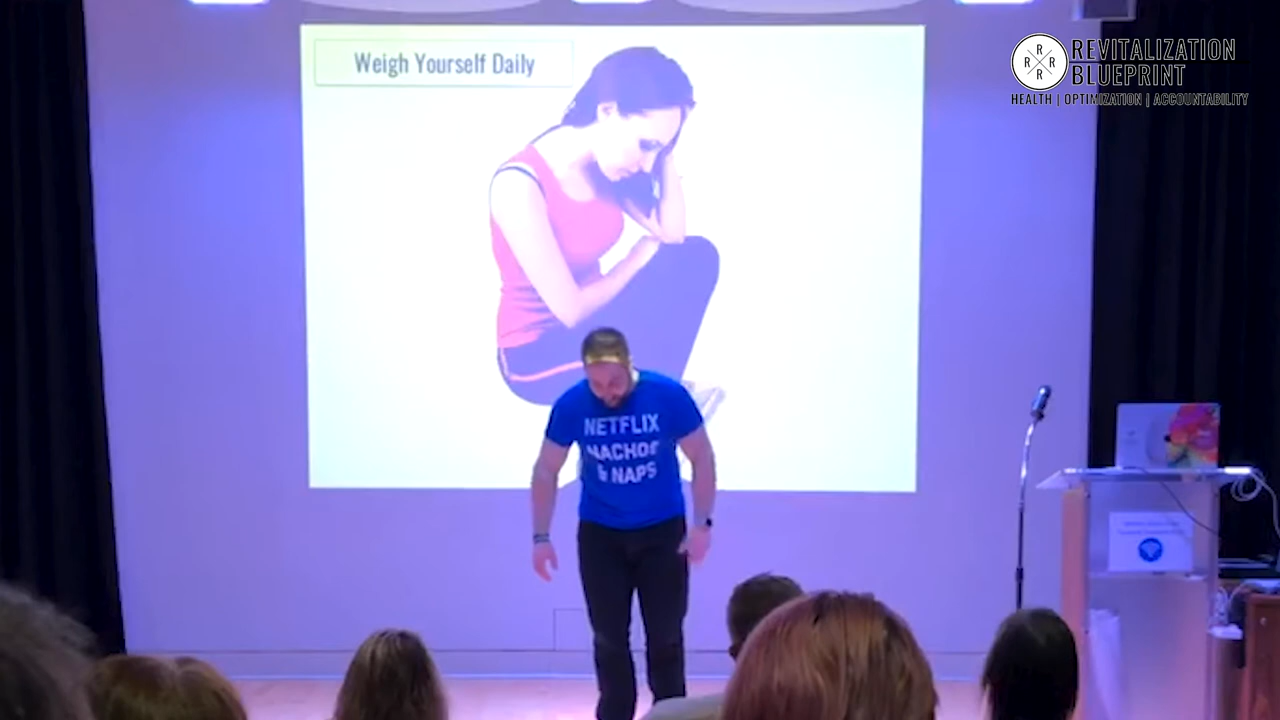 Weigh Yourself Daily
R
R R
R
REVITALIZATION
BLUEPRINT
HEALTH | OPTIMIZATION | ACCOUNTABILITY
NETFLIX
NACHOS
& NAPS